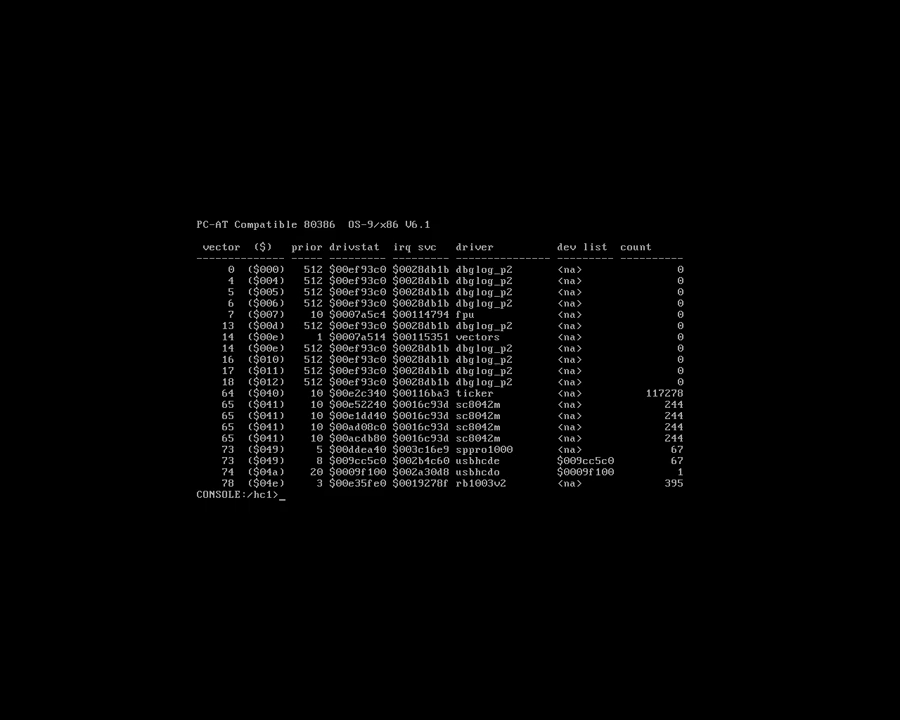 PC-AT Compatible 80386  OS-9/x86 V6.1
vector  ($)  prior drivstat  irq svc  driver  dev list  count
------------- ----- --------- --------- --------------- --------- ----------
0 ($000) 512 $00ef93c0 $0028db1b dbglog_p2 <na> 0
4 ($004) 512 $00ef93c0 $0028db1b dbglog_p2 <na> 0
5 ($005) 512 $00ef93c0 $0028db1b dbglog_p2 <na> 0
6 ($006) 512 $00ef93c0 $0028db1b dbglog_p2 <na> 0
7 ($007) 10 $0007a5c4 $00114794 fpu <na> 0
13 ($00d) 512 $00ef93c0 $0028db1b dbglog_p2 <na> 0
14 ($00e) 1 $0007a514 $00115351 vectors <na> 0
14 ($00e) 512 $00ef93c0 $0028db1b dbglog_p2 <na> 0
16 ($010) 512 $00ef93c0 $0028db1b dbglog_p2 <na> 0
17 ($011) 512 $00ef93c0 $0028db1b dbglog_p2 <na> 0
18 ($012) 512 $00ef93c0 $0028db1b dbglog_p2 <na> 0
64 ($040) 10 $00e2c340 $00116ba3 ticker <na> 117278
65 ($041) 10 $00e52240 $0016c93d sc8042m <na> 244
65 ($041) 10 $00e1dd40 $0016c93d sc8042m <na> 244
65 ($041) 10 $00ad08c0 $0016c93d sc8042m <na> 244
65 ($041) 10 $00acdb80 $0016c93d sc8042m <na> 244
73 ($049) 5 $00ddea40 $003c16e9 sppro1000 <na> 67
73 ($049) 8 $009cc5c0 $002b4c60 usbhcde $009cc5c0 67
74 ($04a) 20 $0009f100 $002a30d8 usbhcdo $0009f100 1
78 ($04e) 3 $00e35fe0 $0019278f rb1003v2 <na> 395
CONSOLE:/hc1>_